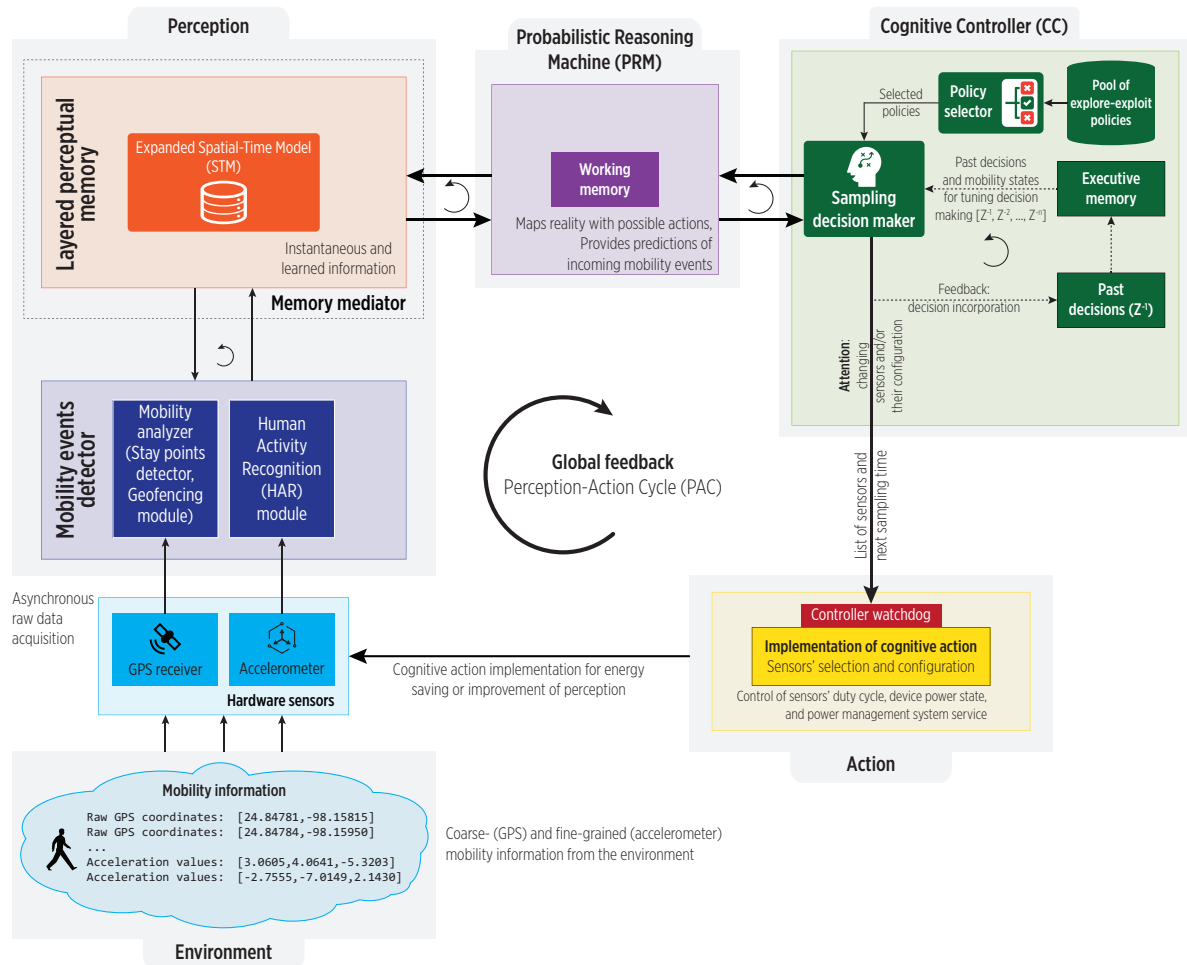 Perception
Layered perceptual
memory
Expanded Spatial-Time Model
(STM)
Instantaneous and
learned information
Memory mediator
Mobility events
detector
Mobility
analyzer
(Stay points
detector,
Geofencing
module)
Human
Activity
Recognition
(HAR)
module
Probabilistic Reasoning
Machine (PRM)
Working
memory
Maps reality with possible actions,
Provides predictions of
incoming mobility events
Cognitive Controller (CC)
Selected
policies
Policy
selector
Pool of
explore-exploit
policies
Sampling
decision maker
Past decisions
and mobility states
for tuning decision
making [Z⁻¹, Z⁻², ..., Z⁻ⁿ]
Executive
memory
Feedback:
decision incorporation
Past
decisions (Z⁻¹)
Attention:
changing
sensors and/or
their configuration
List of sensors and
next sampling time
Global feedback
Perception-Action Cycle (PAC)
Asynchronous
raw data
acquisition
GPS receiver
Accelerometer
Hardware sensors
Cognitive action implementation for energy
saving or improvement of perception
Controller watchdog
Implementation of cognitive action
Sensors' selection and configuration
Control of sensors' duty cycle, device power state,
and power management system service
Action
Mobility information
Raw GPS coordinates: [24.84781,-98.15815]
Raw GPS coordinates: [24.84784,-98.15950]
...
Acceleration values: [3.0605,4.0641,-5.3203]
Acceleration values: [-2.7555,-7.0149,2.1430]
Coarse- (GPS) and fine-grained (accelerometer)
mobility information from the environment
Environment